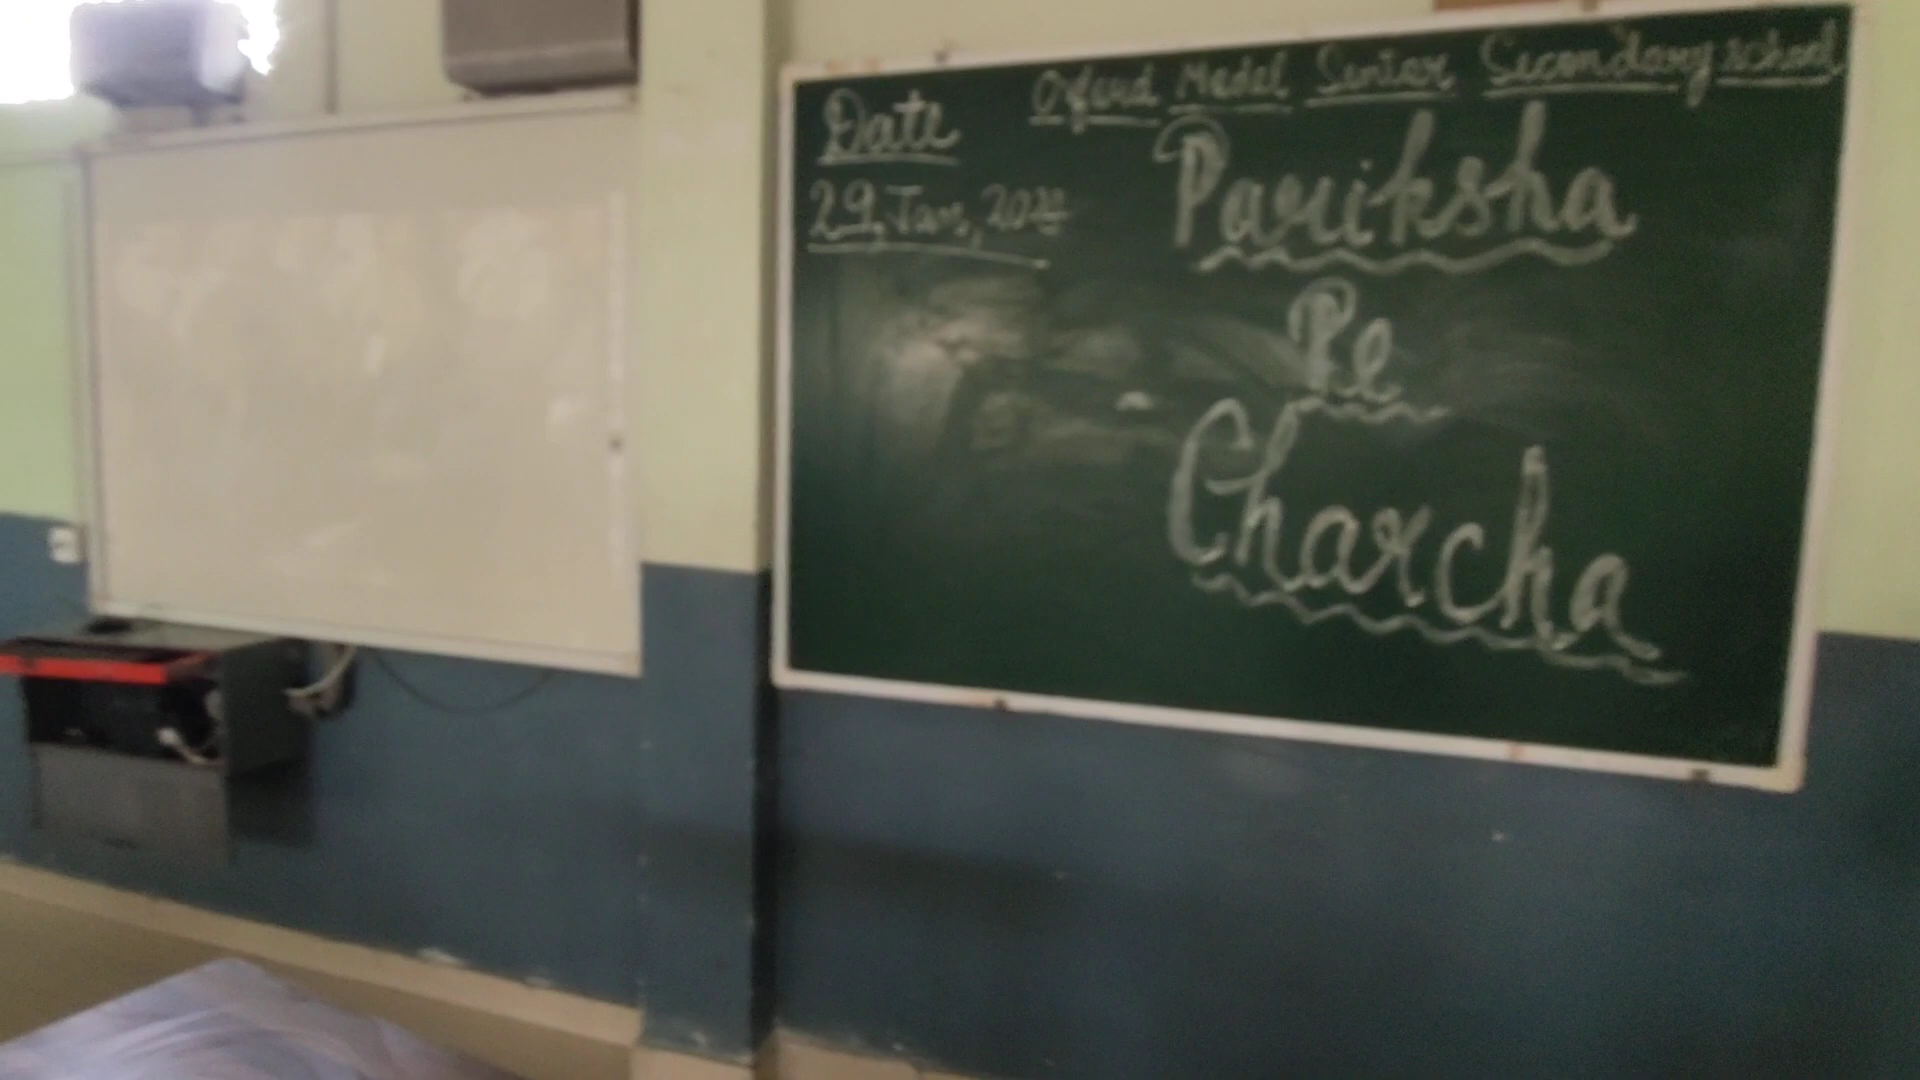 Oxford Model Senior Secondary school
Date
29, Jan,
Pariksha
Pe
Charcha